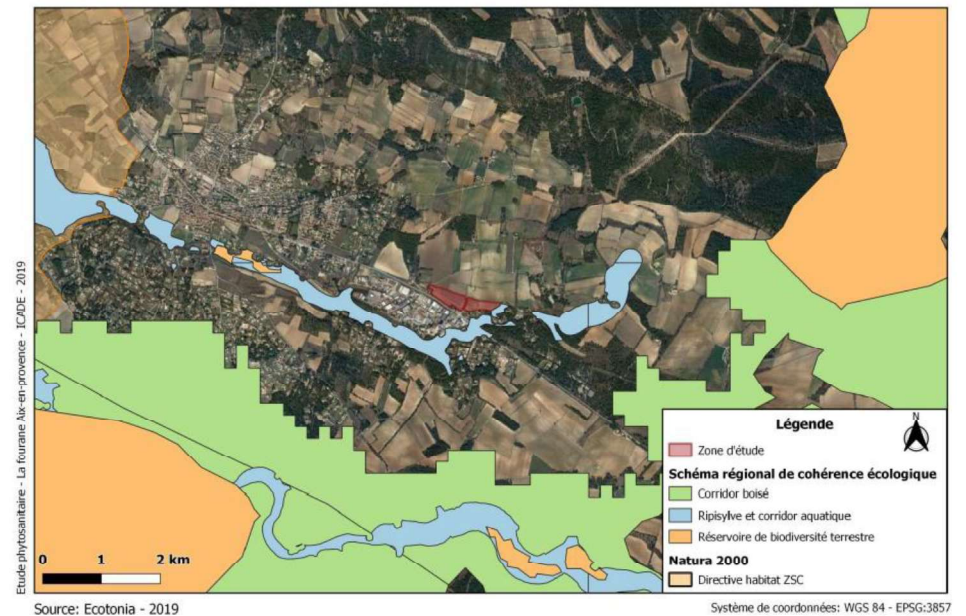 Etude phytosanitaire - La fourane Aix-en-provence - ICADE - 2019
Légende
N
Zone d'étude
Schéma régional de cohérence écologique
Corridor boisé
Ripisylve et corridor aquatique
Réservoire de biodiversité terrestre
Natura 2000
Directive habitat ZSC
0 1 2 km
Source: Ecotonia - 2019
Système de coordonnées: WGS 84 - EPSG:3857